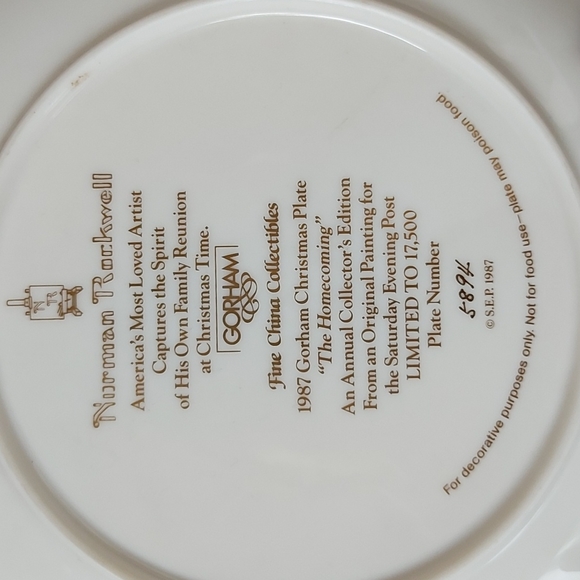 N R
Norman Rockwell
America's Most Loved Artist
Captures the Spirit
of His Own Family Reunion
at Christmas Time.
GORHAM
Fine China Collectibles
1987 Gorham Christmas Plate
"The Homecoming"
An Annual Collector's Edition
From an Original Painting for
the Saturday Evening Post
LIMITED TO 17,500
Plate Number
5894
© S.E.P. 1987
For decorative purposes only. Not for food use—plate may poison food.